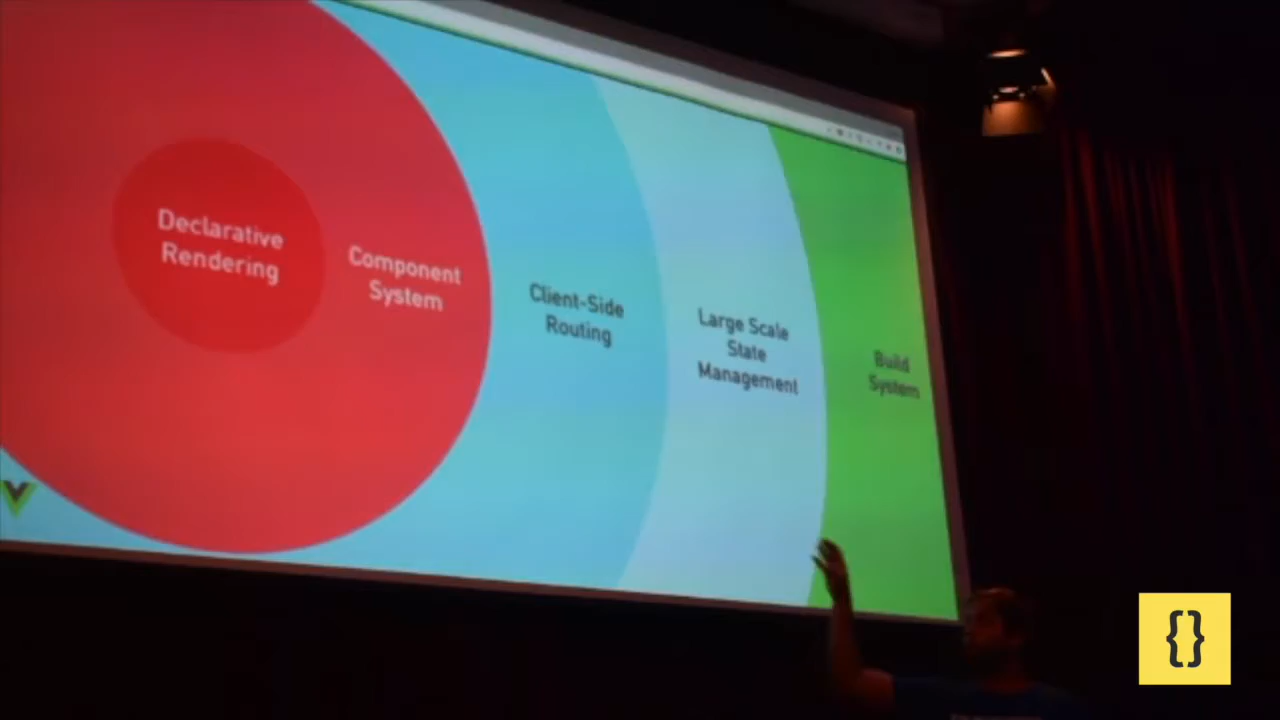 Declarative
Rendering
Component
System
Client-Side
Routing
Large Scale
State
Management
Build
System
{}